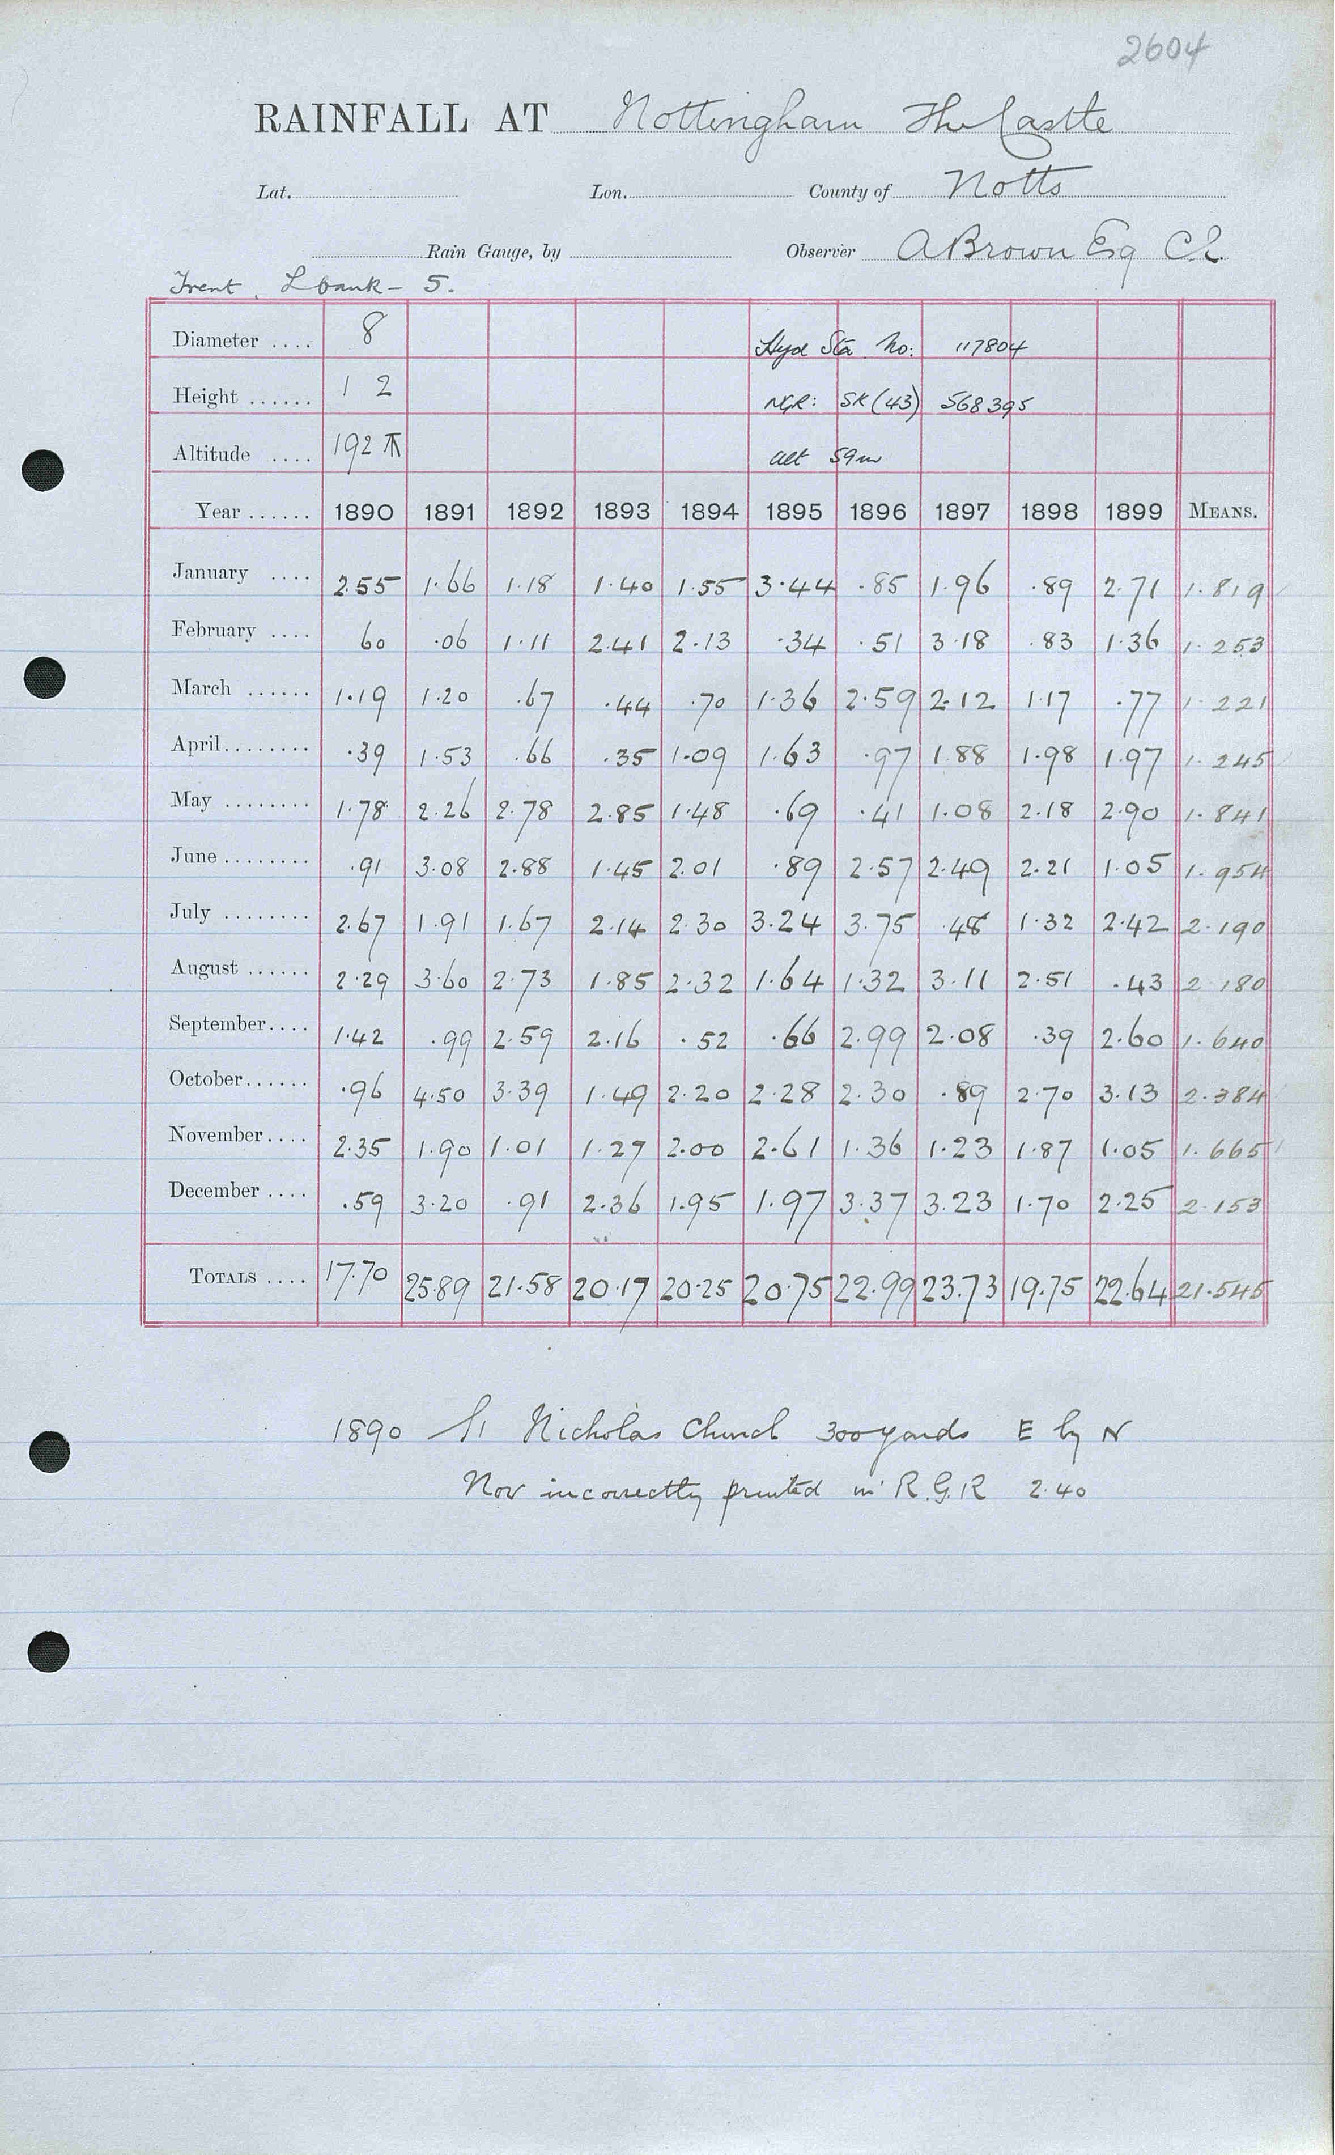 2604
RAINFALL AT Nottingham The Castle
Lat. Lon. County of Notts
Rain Gauge, by Observer A Brown Esq C.E.
Trent L bank - 5.
Diameter .... 8 Hyd Sta No: 117804
Height ...... 1 2 NGR: SK (43) 568395
Altitude .... 192 ft alt 59m
Year ...... 1890 1891 1892 1893 1894 1895 1896 1897 1898 1899 MEANS.
January .... 2.55 1.66 1.18 1.40 1.55 3.44 .85 1.96 .89 2.71 1.819
February .... 60 .06 1.11 2.41 2.13 .34 .51 3.18 .83 1.36 1.253
March ...... 1.19 1.20 .67 .44 .70 1.36 2.59 2.12 1.17 .77 1.221
April........ .39 1.53 .66 .35 1.09 1.63 .97 1.88 1.98 1.97 1.245
May ........ 1.78 2.26 2.78 2.85 1.48 .69 .41 1.08 2.18 2.90 1.841
June ........ .91 3.08 2.88 1.45 2.01 .89 2.57 2.49 2.21 1.05 1.954
July ........ 2.67 1.91 1.67 2.14 2.30 3.24 3.75 .48 1.32 2.42 2.190
August ...... 2.29 3.60 2.73 1.85 2.32 1.64 1.32 3.11 2.51 .43 2.180
September.... 1.42 .99 2.59 2.16 .52 .66 2.99 2.08 .39 2.60 1.640
October...... .96 4.50 3.39 1.49 2.20 2.28 2.30 .89 2.70 3.13 2.384
November.... 2.35 1.90 1.01 1.27 2.00 2.61 1.36 1.23 1.87 1.05 1.665
December .... .59 3.20 .91 2.36 1.95 1.97 3.37 3.23 1.70 2.25 2.153
TOTALS .... 17.70 25.89 21.58 20.17 20.25 20.75 22.99 23.73 19.75 22.64 21.545
1890 St Nicholas Church 300 yards E by N
Nov incorrectly printed in R.G.R 2.40